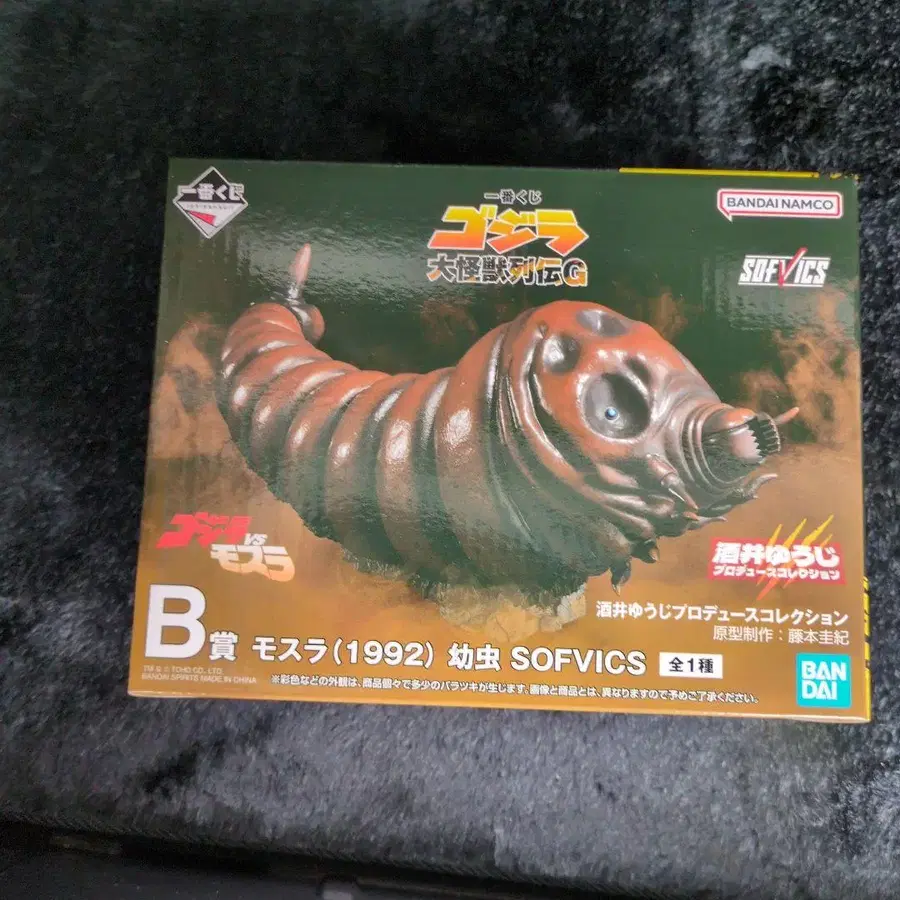 一番くじ
一番くじ
ゴジラ
大怪獣列伝G
BANDAI NAMCO
SOFVICS
ゴジラVSモスラ
酒井ゆうじ
プロデュースコレクション
酒井ゆうじプロデュースコレクション
原型制作：藤本圭紀
B賞 モスラ（1992）幼虫 SOFVICS 全1種
TM & © TOHO CO., LTD.
BANDAI SPIRITS MADE IN CHINA
※彩色などの外観は、商品個々で多少のバラツキが生じます。画像と商品とは、異なりますので予めご了承ください。
BAN
DAI